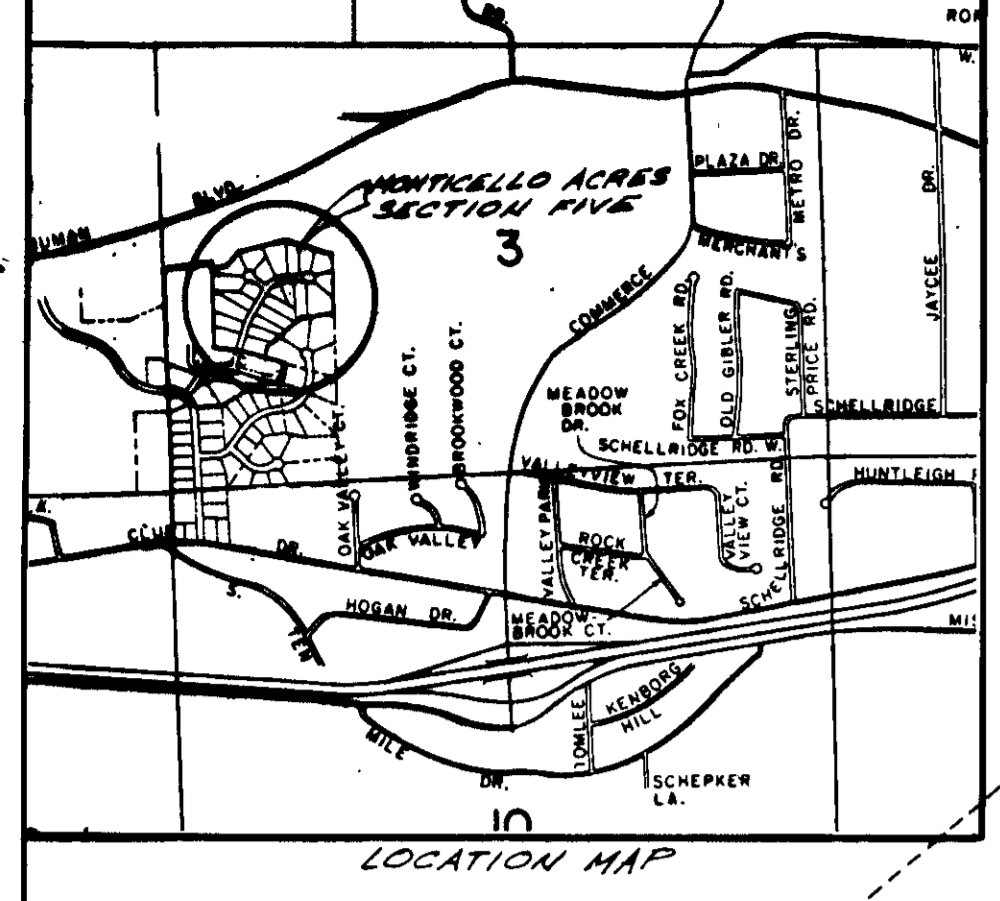 RD.
W.
PLAZA DR.
METRO DR.
MERCHANT'S
JAYCEE DR.
MONTICELLO ACRES
SECTION FIVE
BLVD.
3
COMMERCE
FOX CREEK RD.
OLD GIBLER RD.
STERLING
PRICE RD.
SCHELLRIDGE
SCHELLRIDGE RD. W.
MEADOW
BROOK
DR.
VALLEY VIEW TER.
HUNTLEIGH
OAK VALLEY CT.
WINDRIDGE CT.
BROOKWOOD CT.
OAK VALLEY
VALLEY PARK
ROCK
CREEK
TER.
VALLEY
VIEW CT.
SCHELLRIDGE RD.
CLUB DR.
S.
TEN
HOGAN DR.
MEADOW-
BROOK CT.
MILE DR.
TOMLEE
KENBORG
HILL
SCHEPKER
LA.
10
LOCATION MAP